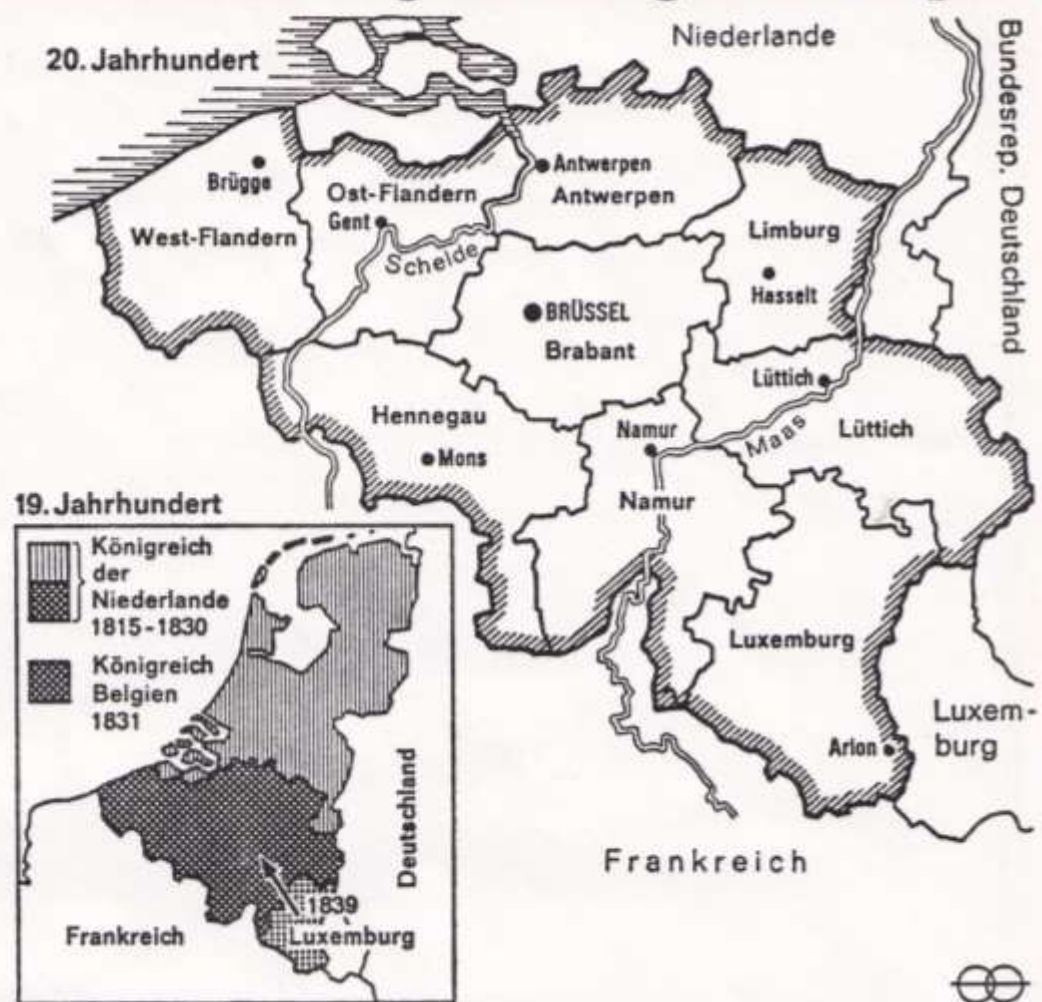 20. Jahrhundert
Niederlande
Bundesrep. Deutschland
Brügge
West-Flandern
Ost-Flandern
Gent
Schelde
Antwerpen
Antwerpen
Limburg
Hasselt
BRÜSSEL
Brabant
Lüttich
Lüttich
Maas
Hennegau
Mons
Namur
Namur
Luxemburg
Arlon
Luxem-
burg
Frankreich
19. Jahrhundert
Königreich
der
Niederlande
1815-1830
Königreich
Belgien
1831
Deutschland
1839
Luxemburg
Frankreich